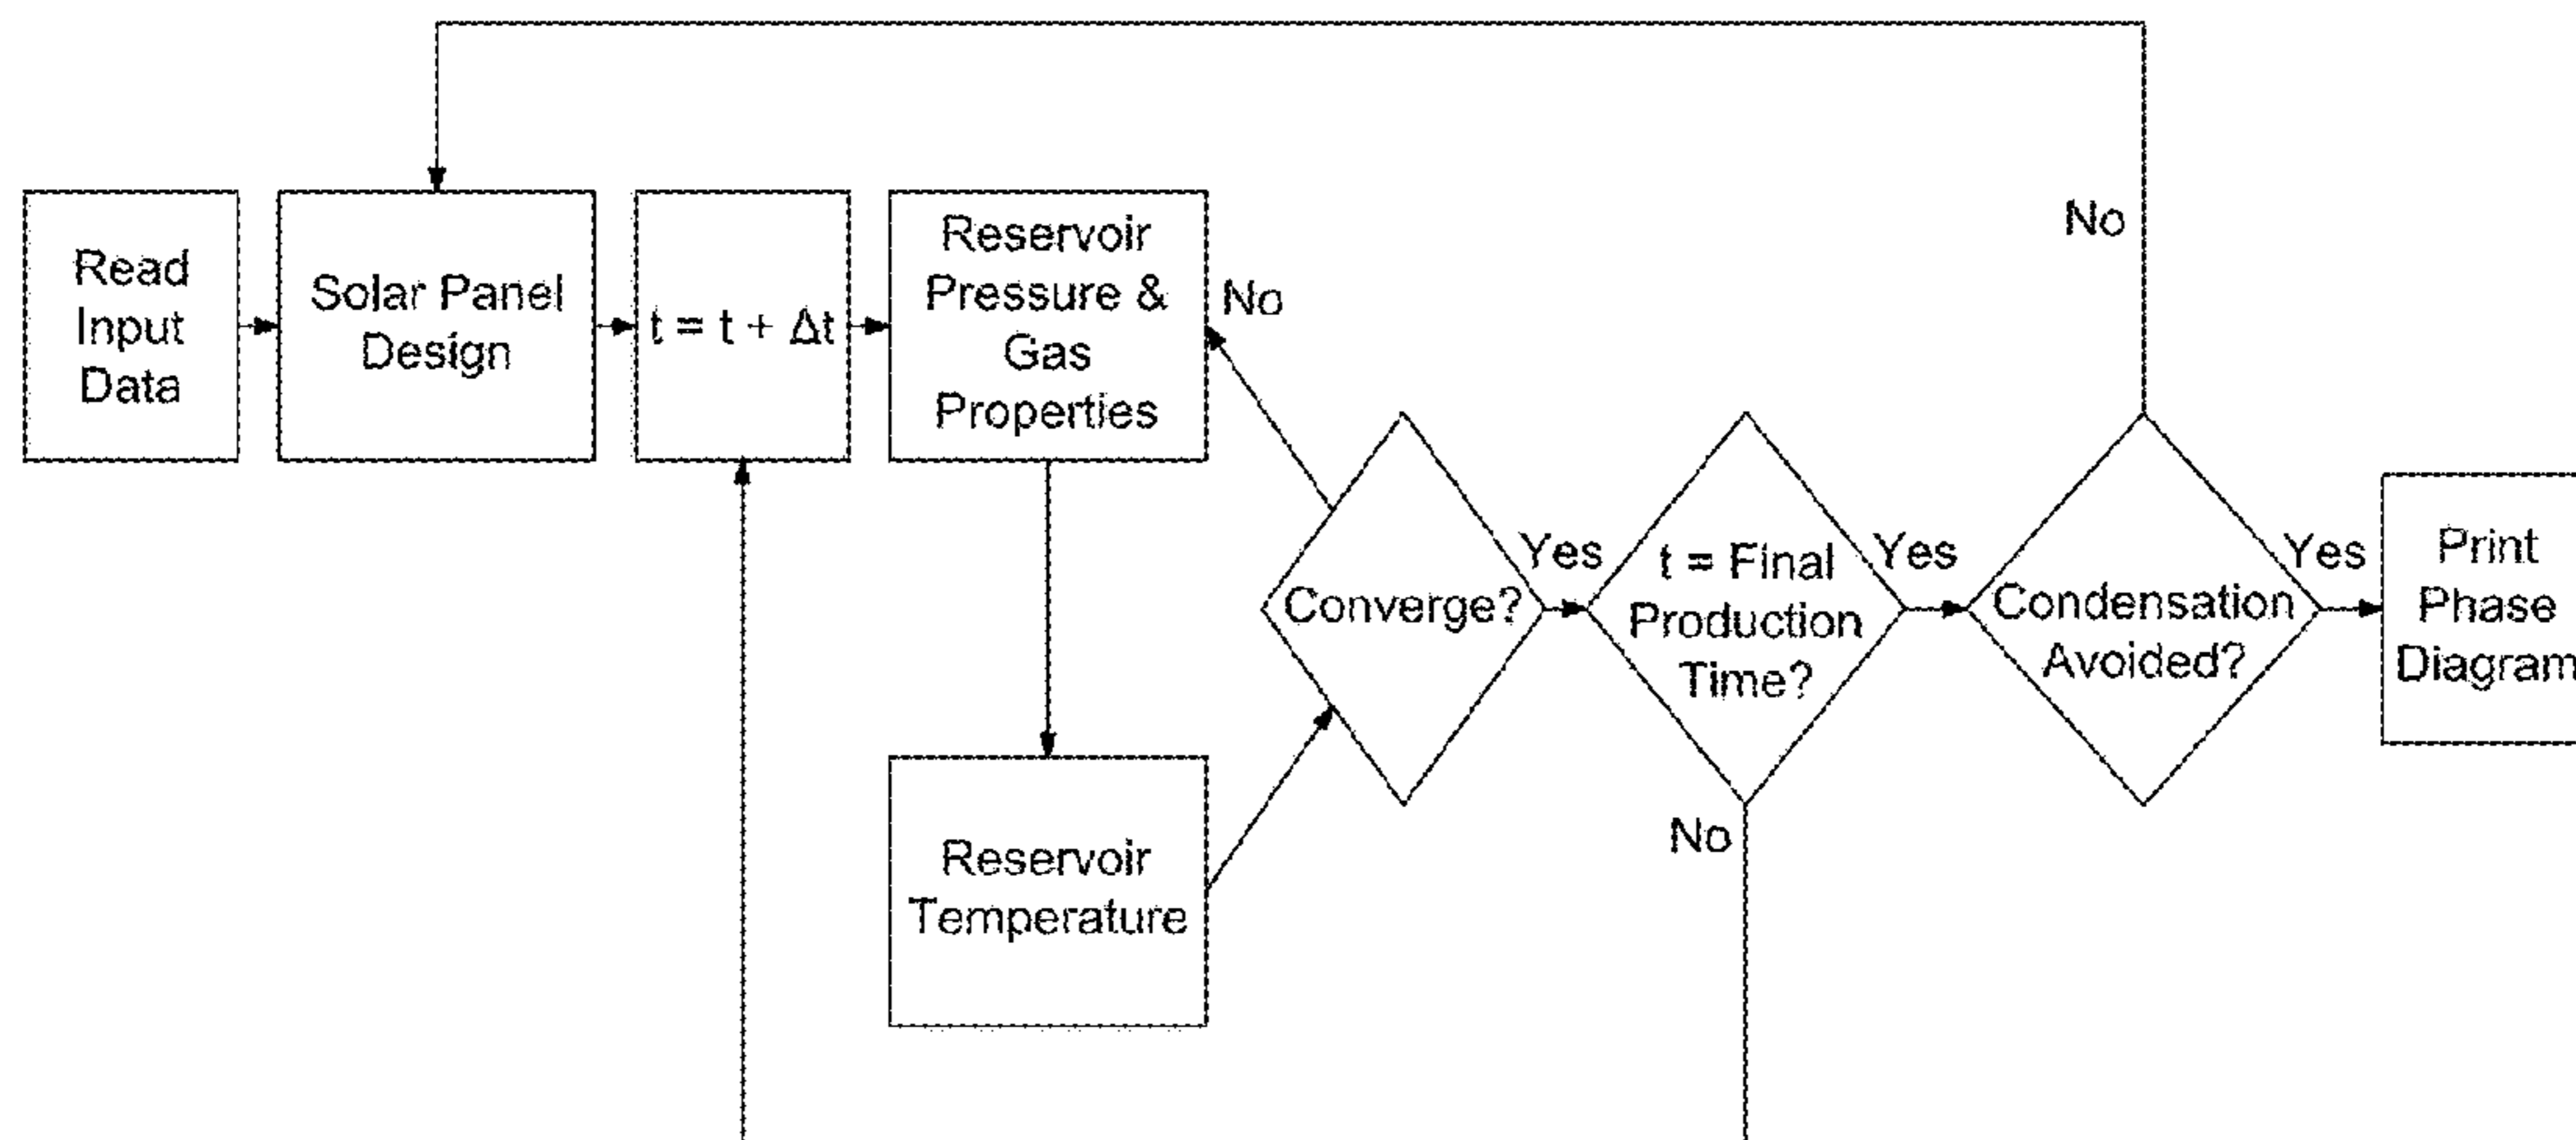 Read
Input
Data
Solar Panel
Design
t = t + Δt
Reservoir
Pressure &
Gas
Properties
No
Reservoir
Temperature
Converge?
Yes
t = Final
Production
Time?
No
Yes
Condensation
Avoided?
No
Yes
Print
Phase
Diagram